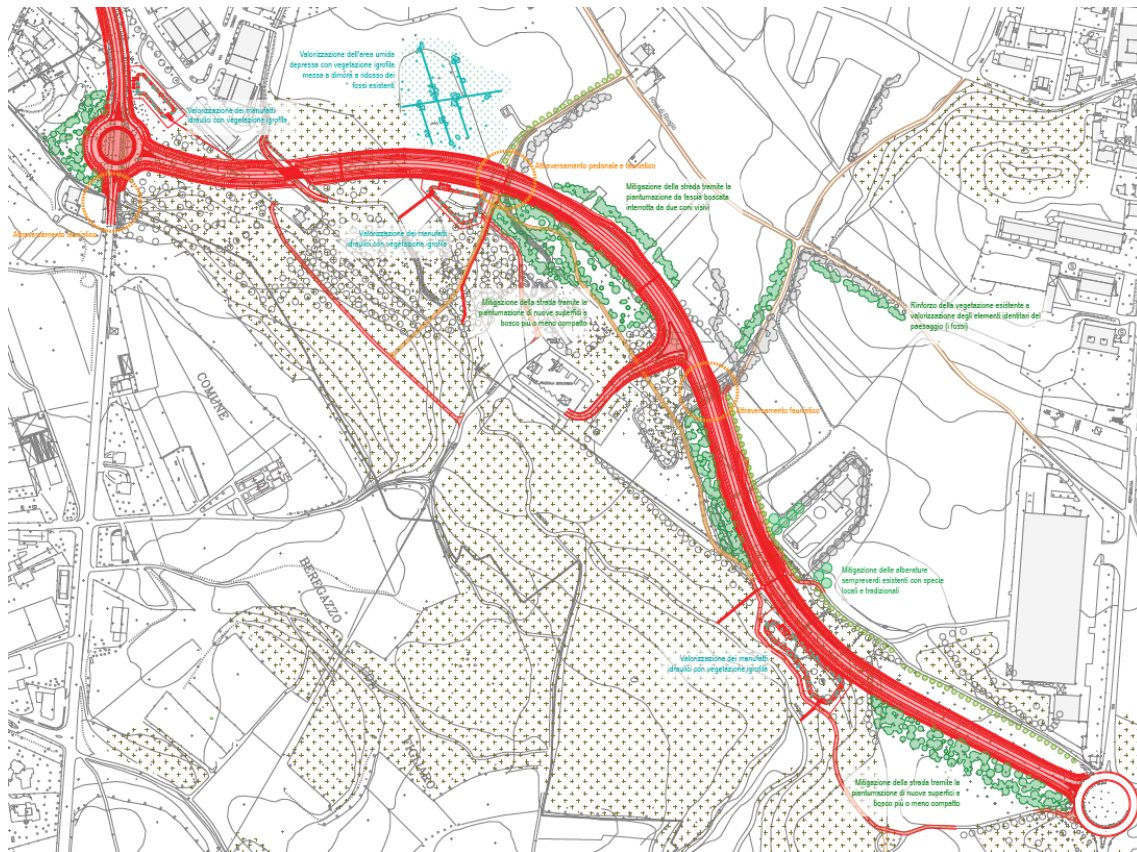 Valorizzazione dell'area umida
depressa con vegetazione igrofila
messa a dimora a ridosso dei
fossi esistenti
Valorizzazione dei manufatti
idraulici con vegetazione igrofila
Attraversamento pedonale e faunistico
Mitigazione della strada tramite la
piantumazione da fascia boscata
interrotta da due coni visivi
Attraversamento faunistico
Valorizzazione dei manufatti
idraulici con vegetazione igrofila
Mitigazione della strada tramite la
piantumazione di nuove superfici a
bosco più o meno compatto
Rinforzo della vegetazione esistente a
valorizzazione degli elementi identitari del
paesaggio (i fossi)
COMUNE
Attraversamento faunistico
BEREGAZZO
Mitigazione delle alberature
sempreverdi esistenti con specie
locali e tradizionali
Valorizzazione dei manufatti
idraulici con vegetazione igrofila
CON
FIGLIARO
Mitigazione della strada tramite la
piantumazione di nuove superfici a
bosco più o meno compatto